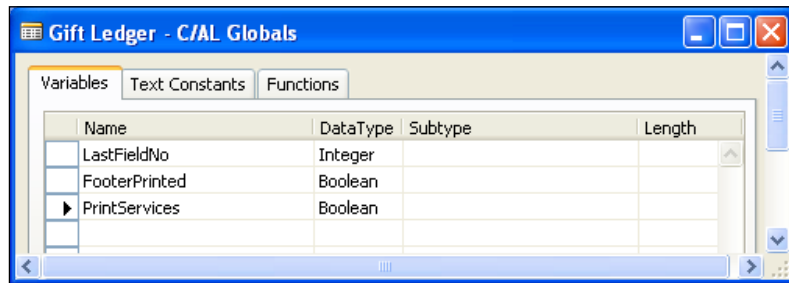 Gift Ledger - C/AL Globals
Variables Text Constants Functions
Name DataType Subtype Length
LastFieldNo Integer
FooterPrinted Boolean
PrintServices Boolean